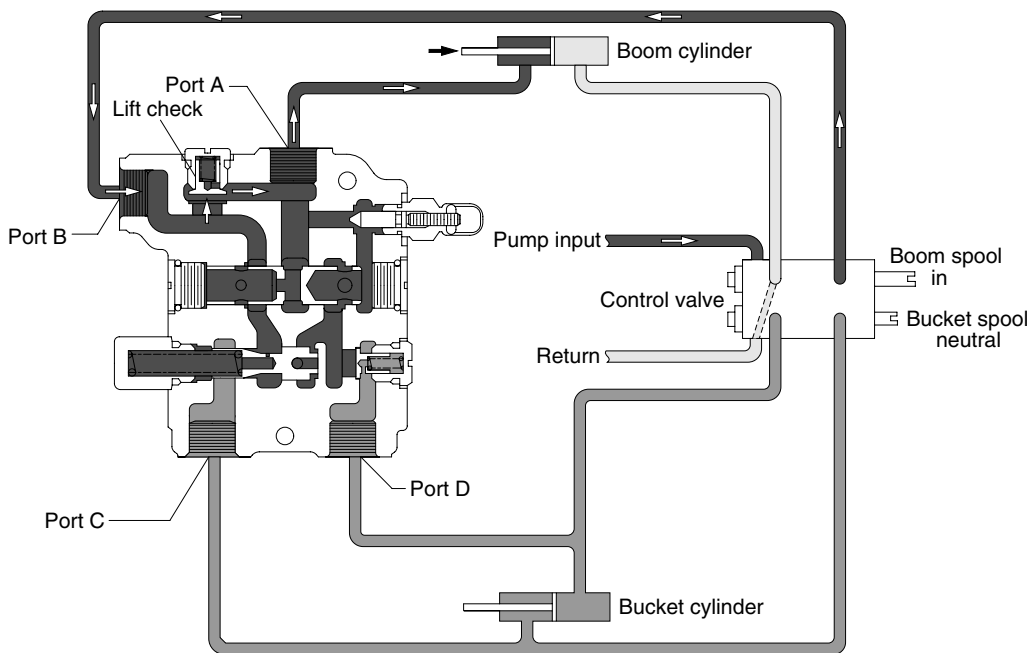 Boom cylinder
Port A
Lift check
Port B
Pump input
Boom spool
in
Control valve
Bucket spool
neutral
Return
Port D
Port C
Bucket cylinder